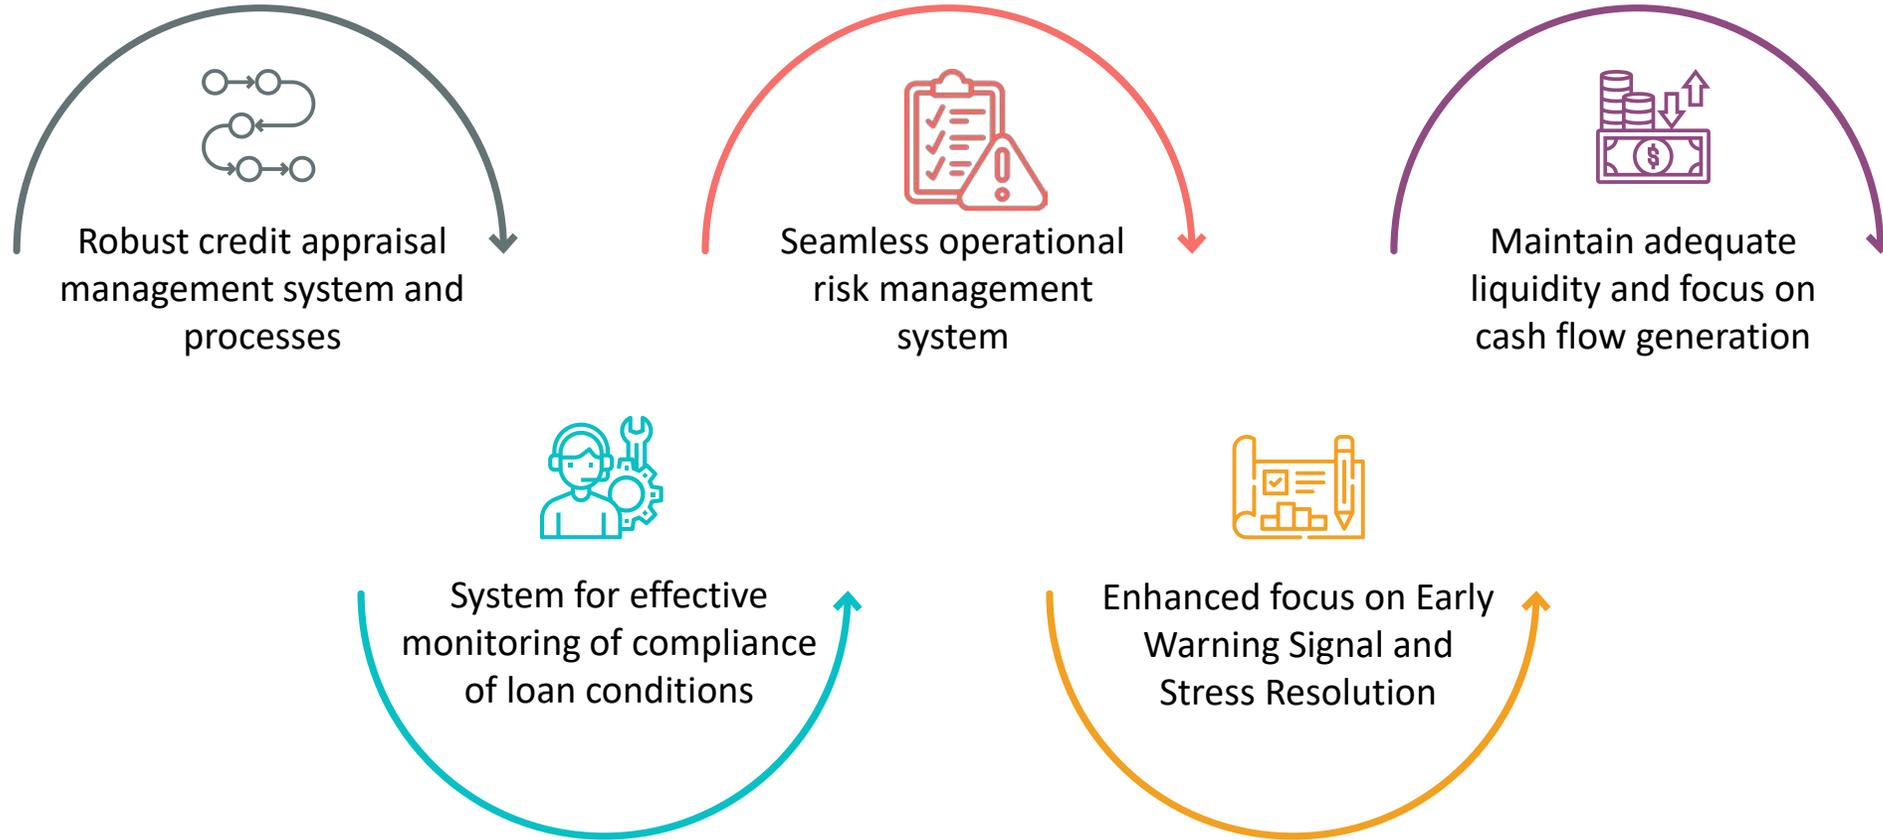 Robust credit appraisal
management system and
processes
Seamless operational
risk management
system
Maintain adequate
liquidity and focus on
cash flow generation
$
System for effective
monitoring of compliance
of loan conditions
Enhanced focus on Early
Warning Signal and
Stress Resolution